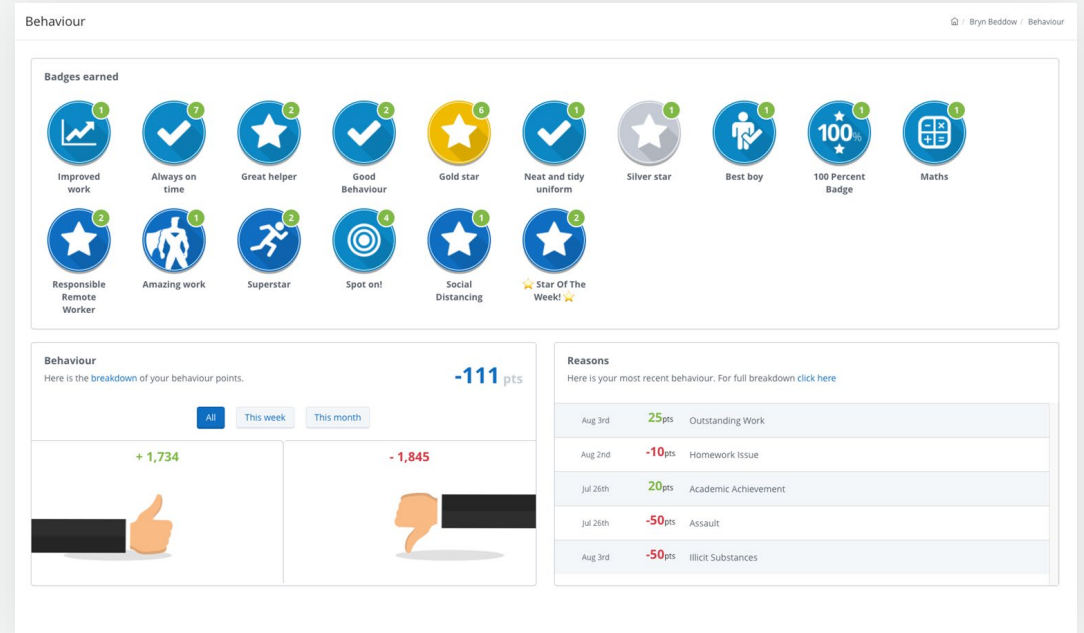 Behaviour
/ Bryn Beddow / Behaviour
Badges earned
1 7 2 2 6 1 1 1 1 1
100%
Improved work
Always on time
Great helper
Good Behaviour
Gold star
Neat and tidy uniform
Silver star
Best boy
100 Percent Badge
Maths
2 1 2 4 1 2
Responsible Remote Worker
Amazing work
Superstar
Spot on!
Social Distancing
⭐ Star Of The Week! ⭐
Behaviour
Here is the breakdown of your behaviour points.
-111 pts
All This week This month
+ 1,734
- 1,845
Reasons
Here is your most recent behaviour. For full breakdown click here
Aug 3rd 25pts Outstanding Work
Aug 2nd -10pts Homework Issue
Jul 26th 20pts Academic Achievement
Jul 26th -50pts Assault
Aug 3rd -50pts Illicit Substances